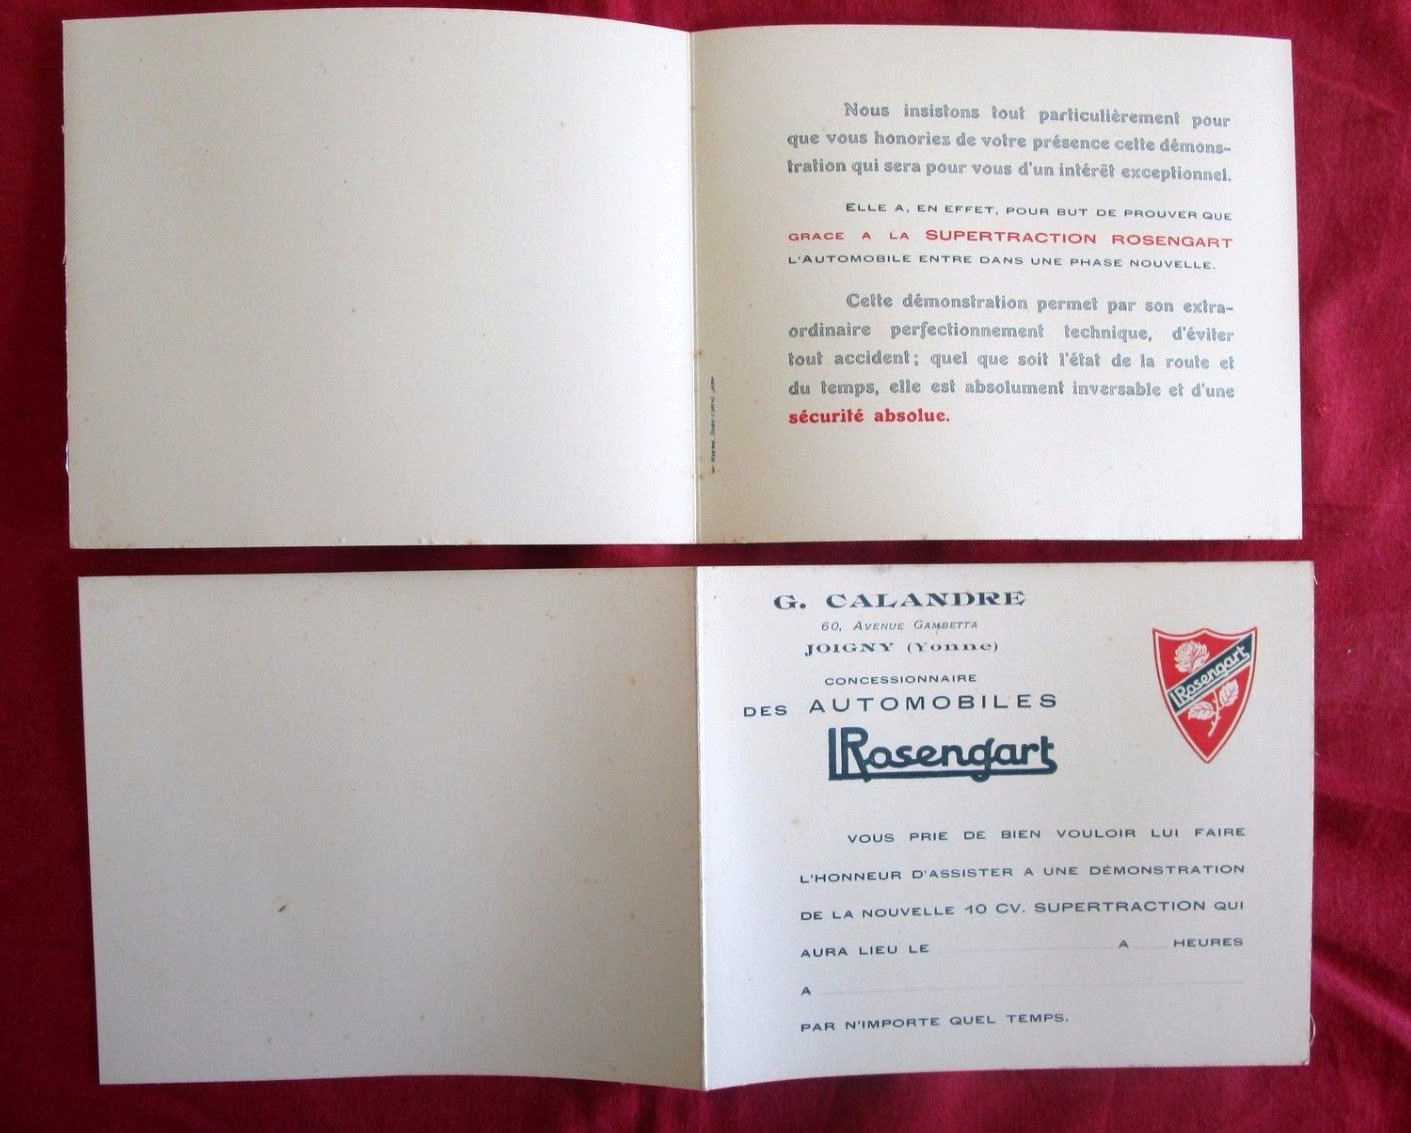 Nous insistons tout particulièrement pour
que vous honoriez de votre présence cette démons-
tration qui sera pour vous d'un intérêt exceptionnel.
ELLE A, EN EFFET, POUR BUT DE PROUVER QUE
GRACE A LA SUPERTRACTION ROSENGART
L'AUTOMOBILE ENTRE DANS UNE PHASE NOUVELLE.
Cette démonstration permet par son extra-
ordinaire perfectionnement technique, d'éviter
tout accident; quel que soit l'état de la route et
du temps, elle est absolument inversable et d'une
sécurité absolue.
G. CALANDRE
60, AVENUE GAMBETTA
JOIGNY (Yonne)
CONCESSIONNAIRE
DES AUTOMOBILES
LRosengart
LRosengart
VOUS PRIE DE BIEN VOULOIR LUI FAIRE
L'HONNEUR D'ASSISTER A UNE DÉMONSTRATION
DE LA NOUVELLE 10 CV. SUPERTRACTION QUI
AURA LIEU LE A HEURES
A
PAR N'IMPORTE QUEL TEMPS.